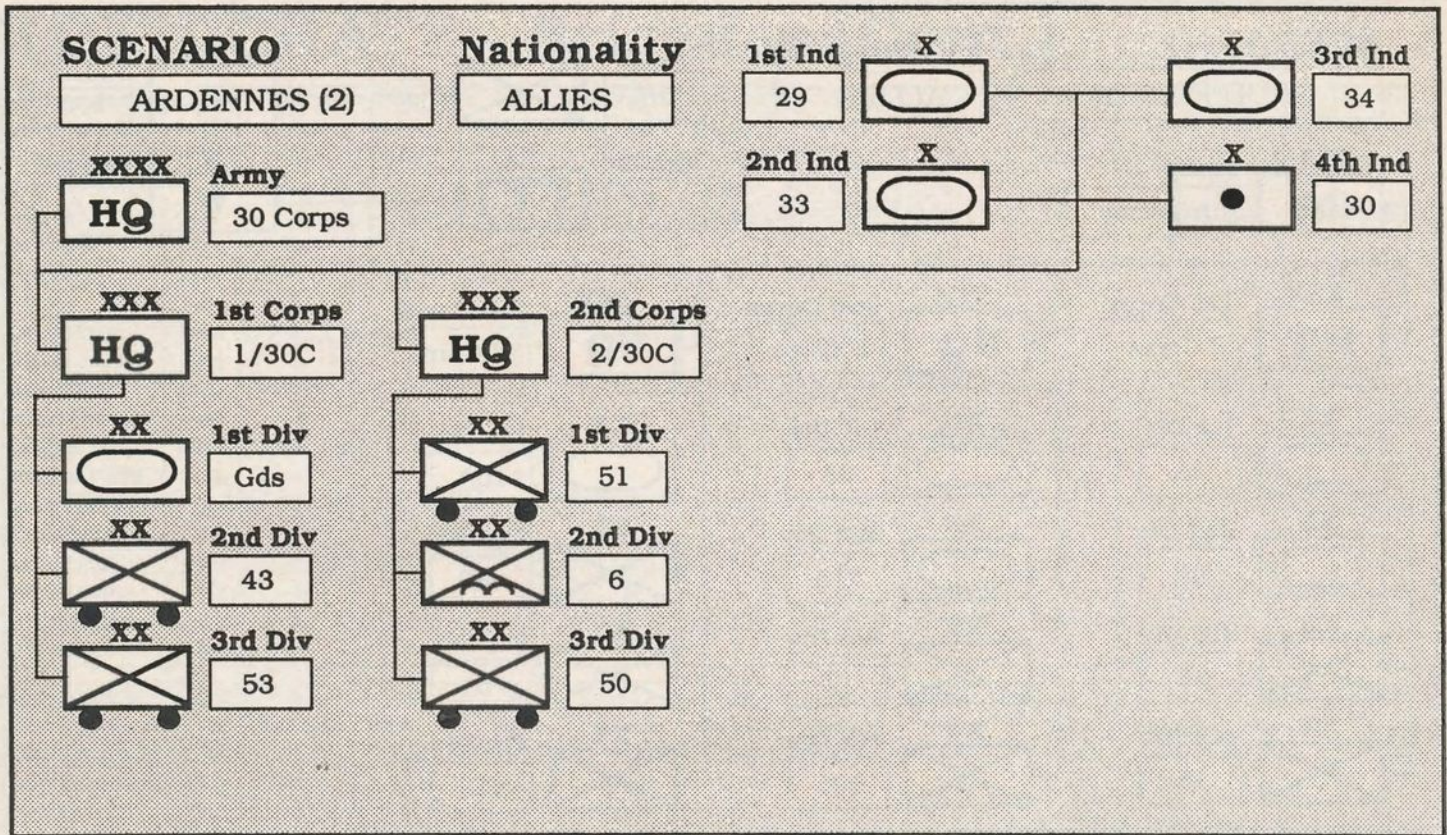 SCENARIO Nationality
ARDENNES (2) ALLIES
1st Ind X X 3rd Ind
29 34
2nd Ind X X 4th Ind
33 30
XXXX Army
HQ 30 Corps
XXX 1st Corps XXX 2nd Corps
HQ 1/30C HQ 2/30C
XX 1st Div XX 1st Div
Gds 51
XX 2nd Div XX 2nd Div
43 6
XX 3rd Div XX 3rd Div
53 50